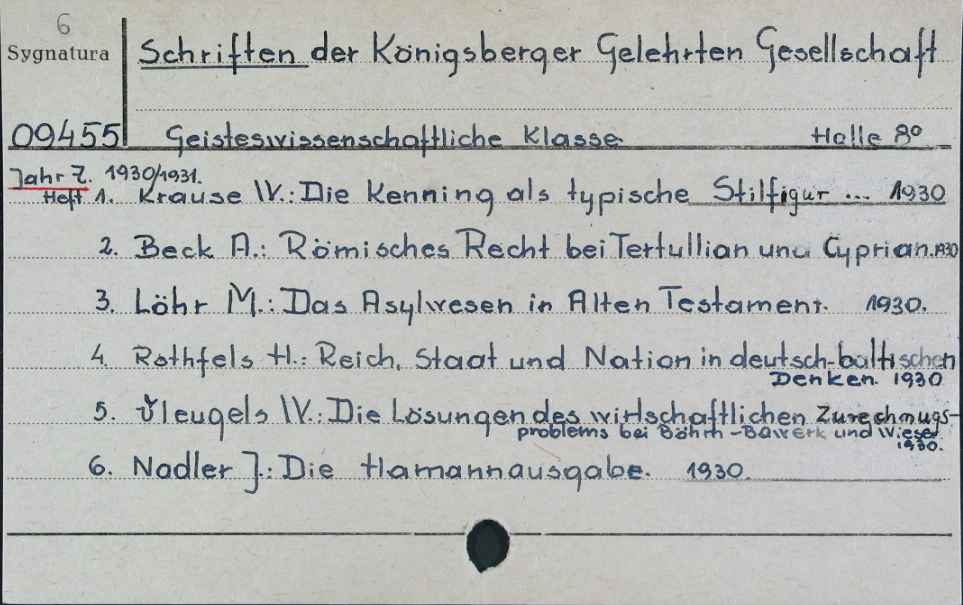 6
Sygnatura
Schriften der Königsberger Gelehrten Gesellschaft
09455 Geisteswissenschaftliche Klasse Halle 8°
Jahr 7. 1930/1931.
Heft 1. Krause W.: Die Kenning als typische Stilfigur ... 1930
2. Beck A.: Römisches Recht bei Tertullian und Cyprian. 1930
3. Löhr M.: Das Asylwesen in Alten Testament. 1930.
4. Rothfels H.: Reich, Staat und Nation in deutsch-baltischen
Denken. 1930
5. Vleugels W.: Die Lösungen des wirtschaftlichen Zurechnugs-
problems bei Böhm-Bawerk und Wieser
1930.
6. Nadler J.: Die Hamannausgabe. 1930.